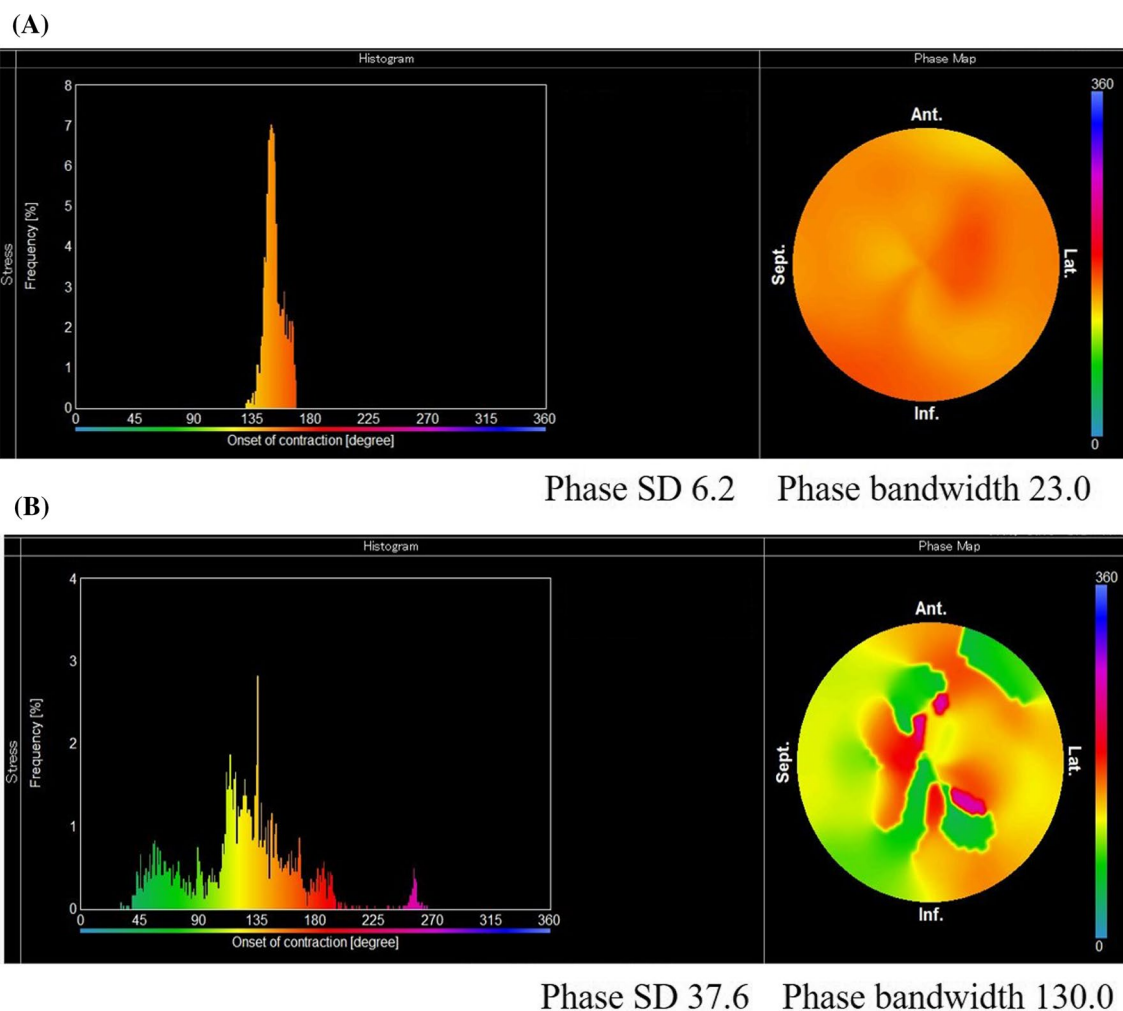 (A)
Histogram
Phase Map
8
7
6
5
4
3
2
1
0
Frequency [%]
Stress
0 45 90 135 180 225 270 315 360
Onset of contraction [degree]
Ant.
Sept.
Lat.
Inf.
360
0
Phase SD 6.2 Phase bandwidth 23.0
(B)
Histogram
Phase Map
4
3
2
1
0
Frequency [%]
Stress
0 45 90 135 180 225 270 315 360
Onset of contraction [degree]
Ant.
Sept.
Lat.
Inf.
360
0
Phase SD 37.6 Phase bandwidth 130.0